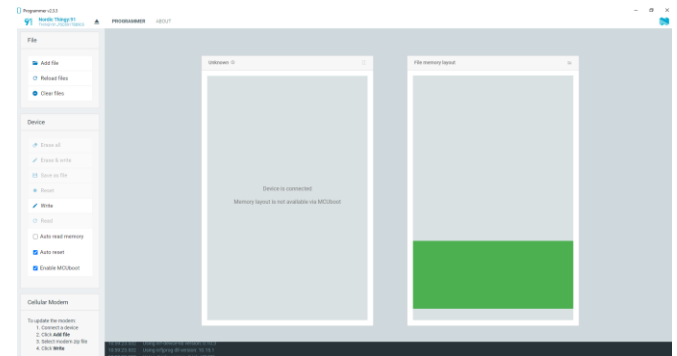 Programmer v2.3.2
Nordic Thingy:91
PROGRAMMER
ABOUT
File
Add file
Reload files
Clear files
Device
Erase all
Erase & write
Save as file
Reset
Write
Read
Auto read memory
Auto reset
Enable MCUboot
Cellular Modem
To update the modem:
1. Connect a device
2. Click Add file
3. Select modem zip file
4. Click Write
Unknown
Device is connected
Memory layout is not available via MCUboot
File memory layout